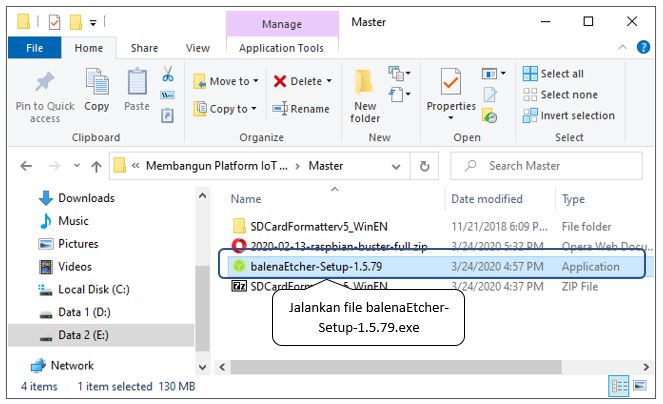 Manage
Master
File
Home
Share
View
Application Tools
Pin to Quick
access
Copy
Paste
Clipboard
Move to
Copy to
Delete
Rename
Organize
New
folder
New
Properties
Open
Select all
Select none
Invert selection
Select
« Membangun Platform IoT ... > Master
Search Master
Downloads
Music
Pictures
Videos
Local Disk (C:)
Data 1 (D:)
Data 2 (E:)
Network
Name
Date modified
Type
SDCardFormatterv5_WinEN
11/21/2018 6:09 P...
File folder
2020-02-13-raspbian-buster-full.zip
3/24/2020 5:32 PM
Opera Web Docu...
balenaEtcher-Setup-1.5.79
3/24/2020 4:57 PM
Application
SDCardFormatterv5_WinEN
3/24/2020 4:37 PM
ZIP File
Jalankan file balenaEtcher-
Setup-1.5.79.exe
4 items
1 item selected 130 MB